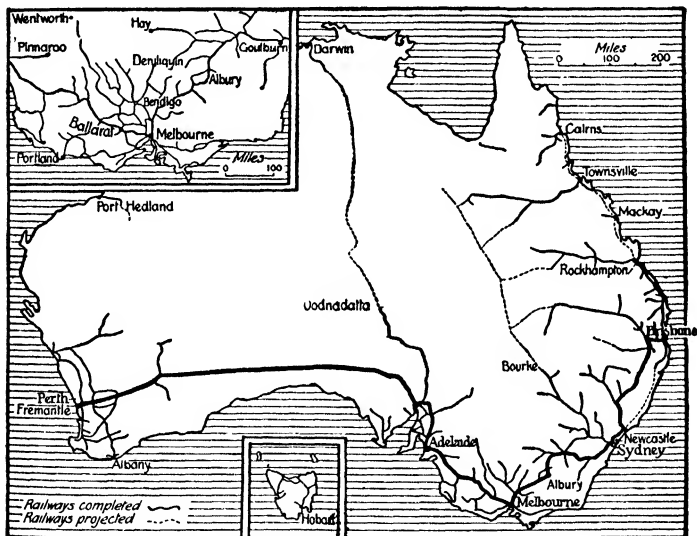 Wentworth
Pinnaroo
Hay
Goulburn
Deniliquin
Albury
Bendigo
Ballarat
Melbourne
Portland
Miles
0 100
Darwin
Miles
0 100 200
Cairns
Townsville
Mackay
Port Hedland
Rockhampton
Oodnadatta
Brisbane
Bourke
Perth
Fremantle
Newcastle
Sydney
Adelaide
Albany
Albury
Melbourne
Hobart
Railways completed
Railways projected